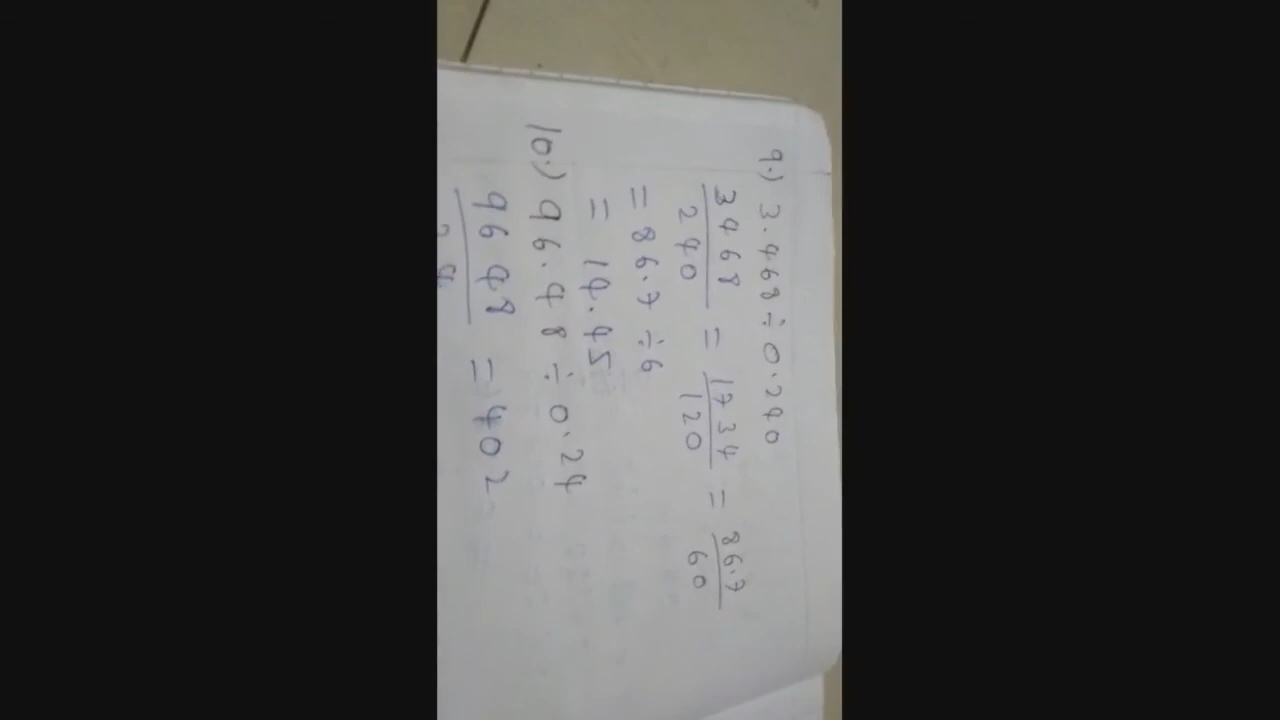 9.) 3.468 ÷ 0.240
3468/240 = 1734/120 = 86.7/60
= 86.7 ÷ 6
= 14.45
10.) 96.48 ÷ 0.24
9648/24 = 402